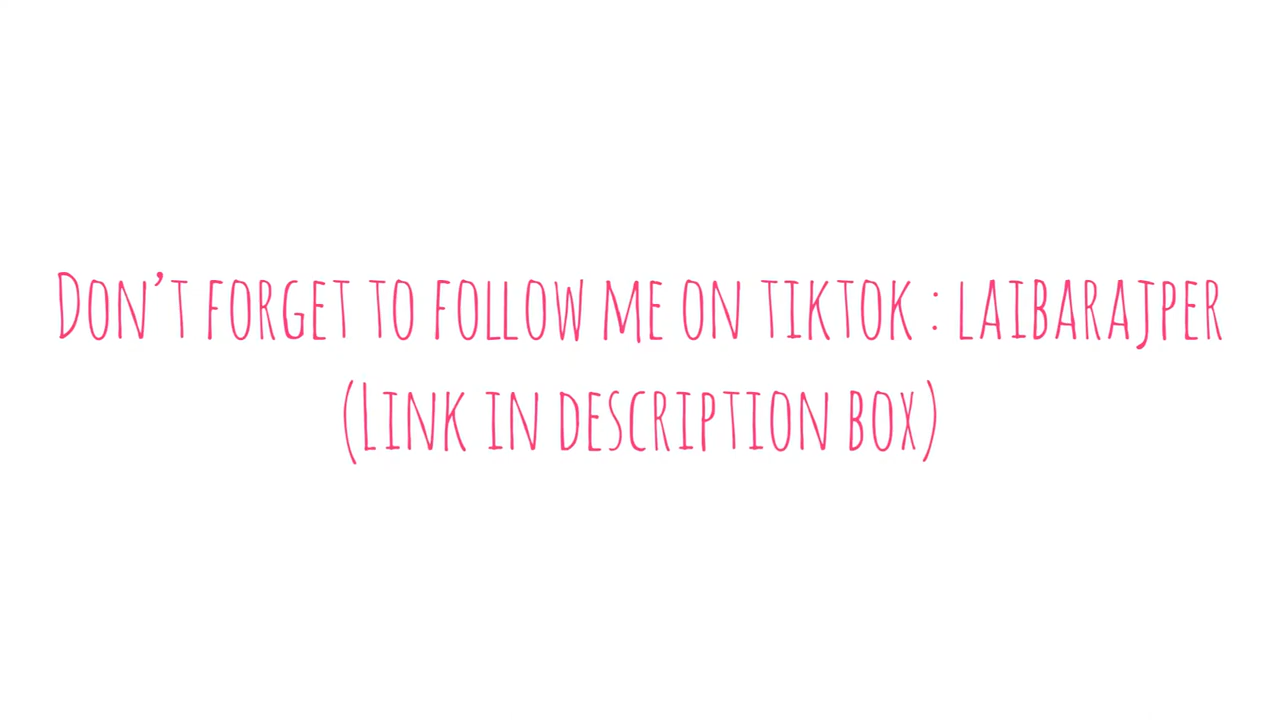 Don't forget to follow me on tiktok : laibarajper
(Link in description box)